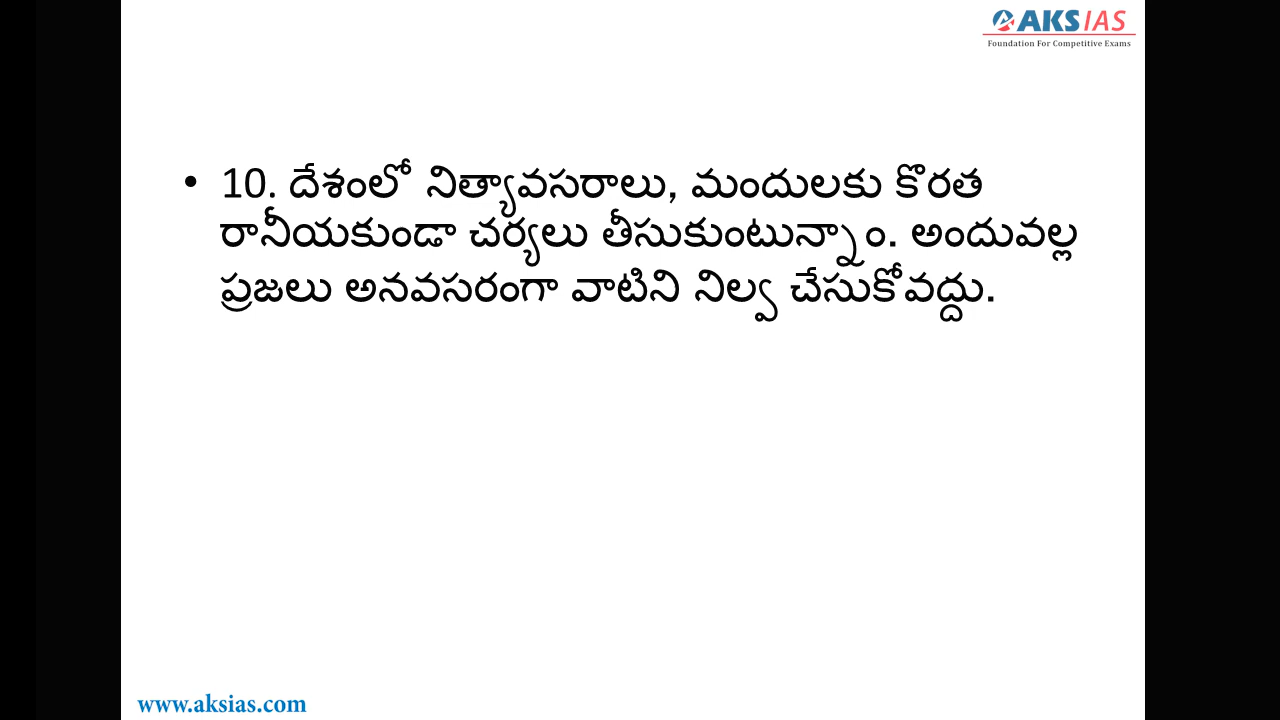 AKS IAS
Foundation For Competitive Exams
• 10. దేశంలో నిత్యావసరాలు, మందులకు కొరత
రానీయకుండా చర్యలు తీసుకుంటున్నాం. అందువల్ల
ప్రజలు అనవసరంగా వాటిని నిల్వ చేసుకోవద్దు.
www.aksias.com